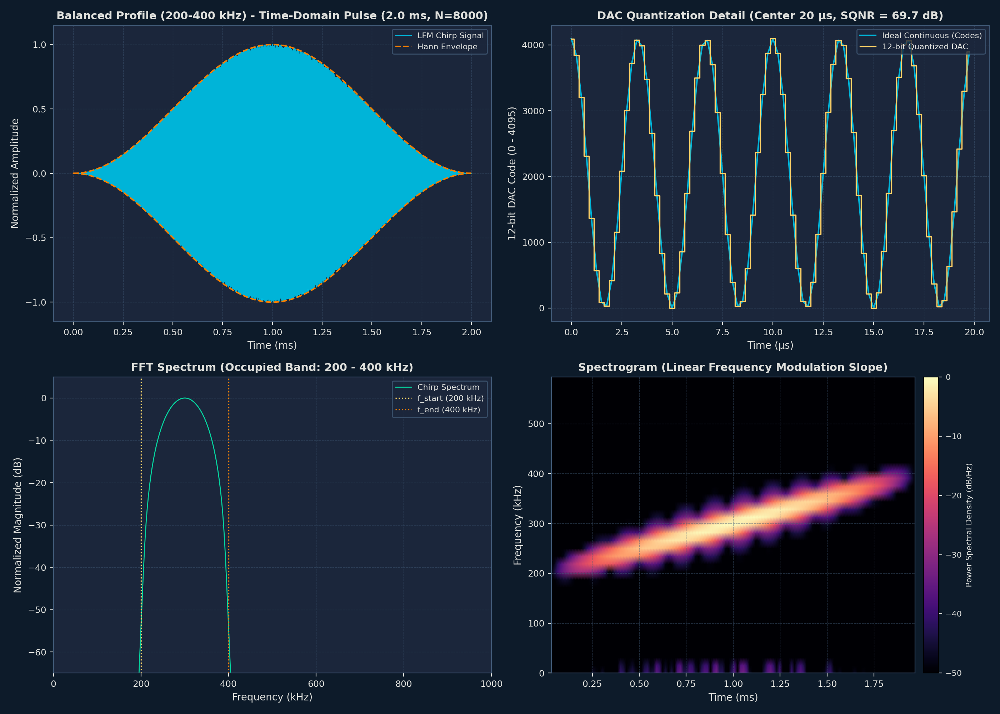 Balanced Profile (200-400 kHz) - Time-Domain Pulse (2.0 ms, N=8000)
LFM Chirp Signal
Hann Envelope
Normalized Amplitude
1.0
0.5
0.0
−0.5
−1.0
0.00 0.25 0.50 0.75 1.00 1.25 1.50 1.75 2.00
Time (ms)
DAC Quantization Detail (Center 20 µs, SQNR = 69.7 dB)
Ideal Continuous (Codes)
12-bit Quantized DAC
12-bit DAC Code (0 - 4095)
4000
3000
2000
1000
0
0.0 2.5 5.0 7.5 10.0 12.5 15.0 17.5 20.0
Time (µs)
FFT Spectrum (Occupied Band: 200 - 400 kHz)
Chirp Spectrum
f_start (200 kHz)
f_end (400 kHz)
Normalized Magnitude (dB)
0
−10
−20
−30
−40
−50
−60
0 200 400 600 800 1000
Frequency (kHz)
Spectrogram (Linear Frequency Modulation Slope)
Frequency (kHz)
500
400
300
200
100
0
0.25 0.50 0.75 1.00 1.25 1.50 1.75
Time (ms)
0
−10
−20
−30
−40
−50
Power Spectral Density (dB/Hz)